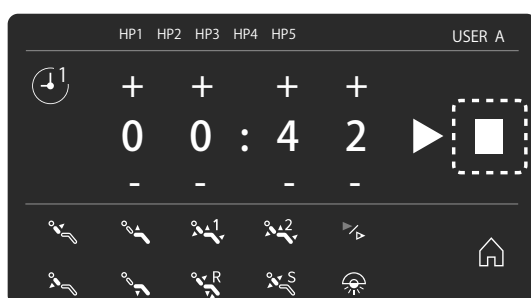 HP1 HP2 HP3 HP4 HP5 USER A
1
+ + + +
0 0 : 4 2
- - - -
1 2
R S